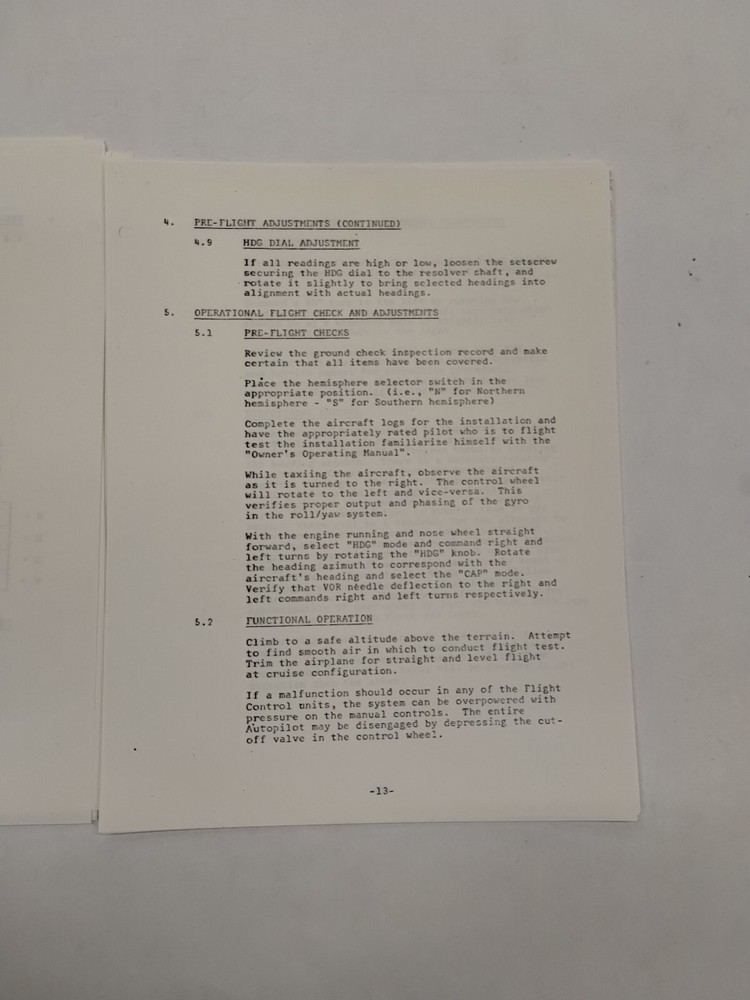 4. PRE-FLIGHT ADJUSTMENTS (CONTINUED)
4.9 HDG DIAL ADJUSTMENT
If all readings are high or low, loosen the setscrew
securing the HDG dial to the resolver shaft, and
rotate it slightly to bring selected headings into
alignment with actual headings.
5. OPERATIONAL FLIGHT CHECK AND ADJUSTMENTS
5.1 PRE-FLIGHT CHECKS
Review the ground check inspection record and make
certain that all items have been covered.
Place the hemisphere selector switch in the
appropriate position. (i.e., "N" for Northern
hemisphere - "S" for Southern hemisphere)
Complete the aircraft logs for the installation and
have the appropriately rated pilot who is to flight
test the installation familiarize himself with the
"Owner's Operating Manual".
While taxiing the aircraft, observe the aircraft
as it is turned to the right. The control wheel
will rotate to the left and vice-versa. This
verifies proper output and phasing of the gyro
in the roll/yaw system.
With the engine running and nose wheel straight
forward, select "HDG" mode and command right and
left turns by rotating the "HDG" knob. Rotate
the heading azimuth to correspond with the
aircraft's heading and select the "CAP" mode.
Verify that VOR needle deflection to the right and
left commands right and left turns respectively.
5.2 FUNCTIONAL OPERATION
Climb to a safe altitude above the terrain. Attempt
to find smooth air in which to conduct flight test.
Trim the airplane for straight and level flight
at cruise configuration.
If a malfunction should occur in any of the Flight
Control units, the system can be overpowered with
pressure on the manual controls. The entire
Autopilot may be disengaged by depressing the cut-
off valve in the control wheel.
-13-